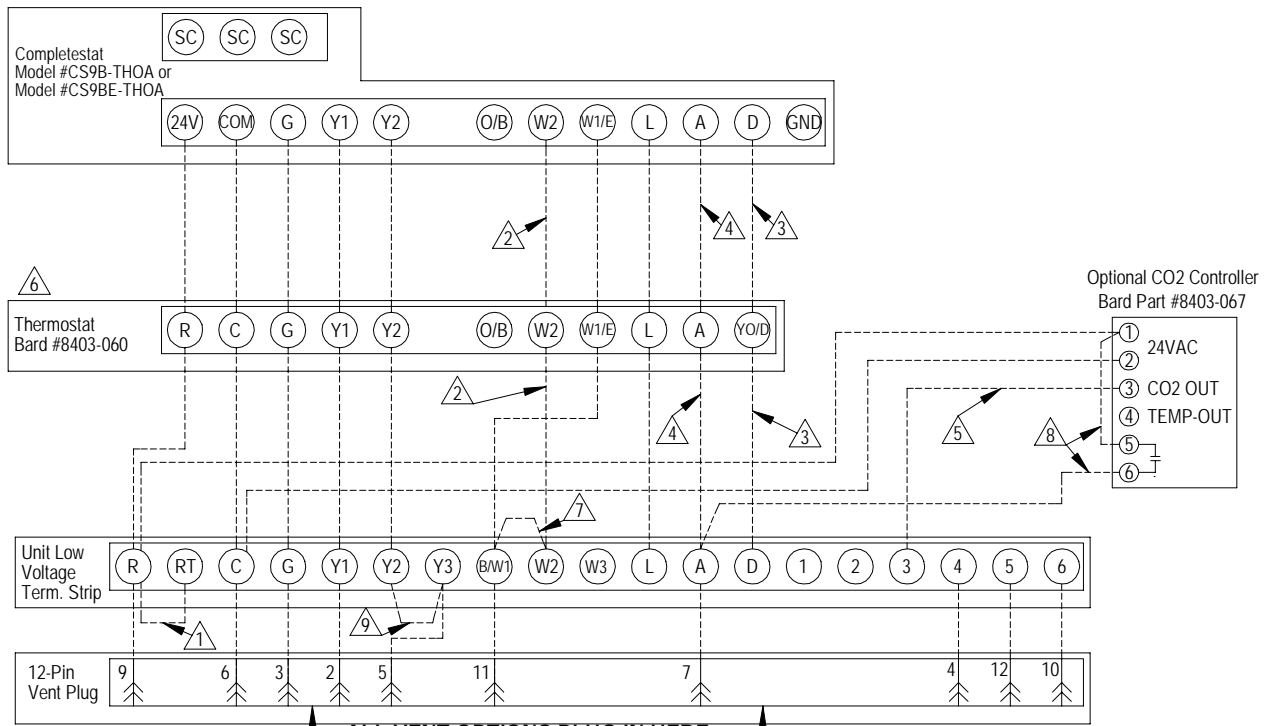 SC SC SC
Completestat
Model #CS9B-THOA or
Model #CS9BE-THOA
24V COM G Y1 Y2 O/B W2 W1/E L A D GND
2 4 3
6
Optional CO2 Controller
Bard Part #8403-067
Thermostat
Bard #8403-060
R C G Y1 Y2 O/B W2 W1/E L A YO/D
1
24VAC
2
3 CO2 OUT
4 TEMP-OUT
5
6
2 4 3 5 8
7
Unit Low
Voltage
Term. Strip
R RT C G Y1 Y2 Y3 B/W1 W2 W3 L A D 1 2 3 4 5 6
1 9
12-Pin
Vent Plug
9 6 3 2 5 11 7 4 12 10